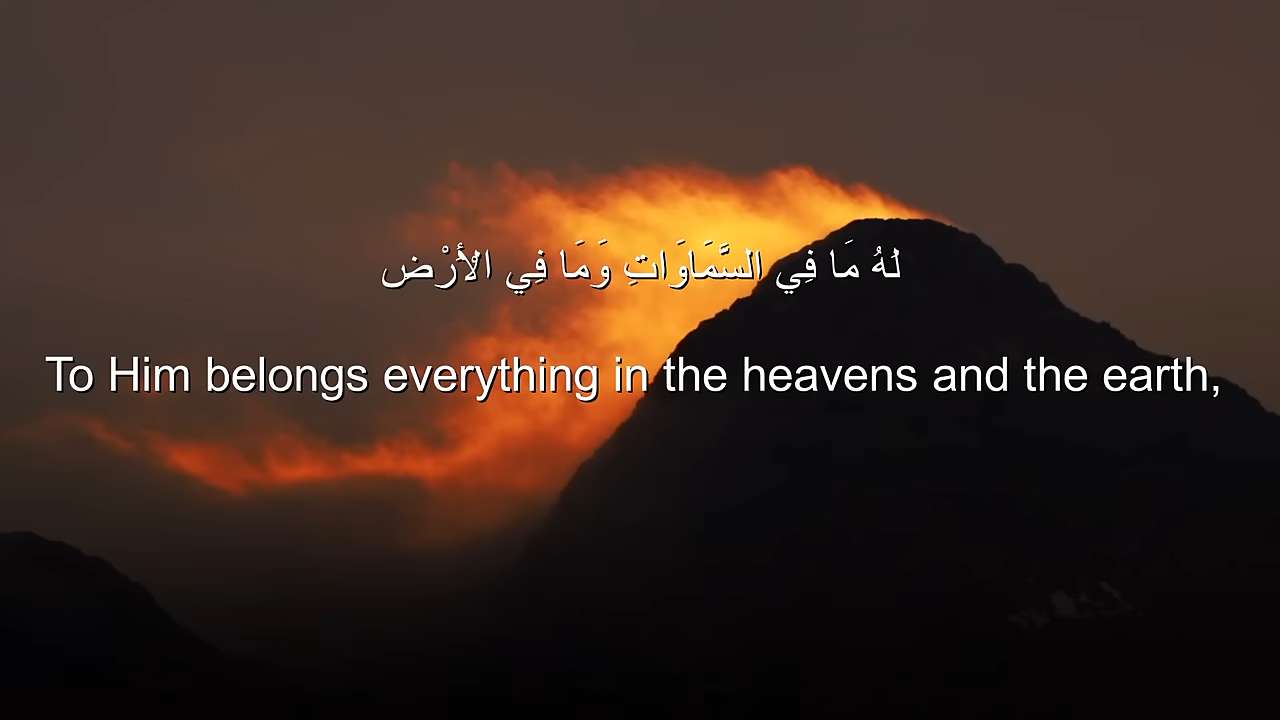 لَهُ مَا فِي السَّمَاوَاتِ وَمَا فِي الأَرْض
To Him belongs everything in the heavens and the earth,